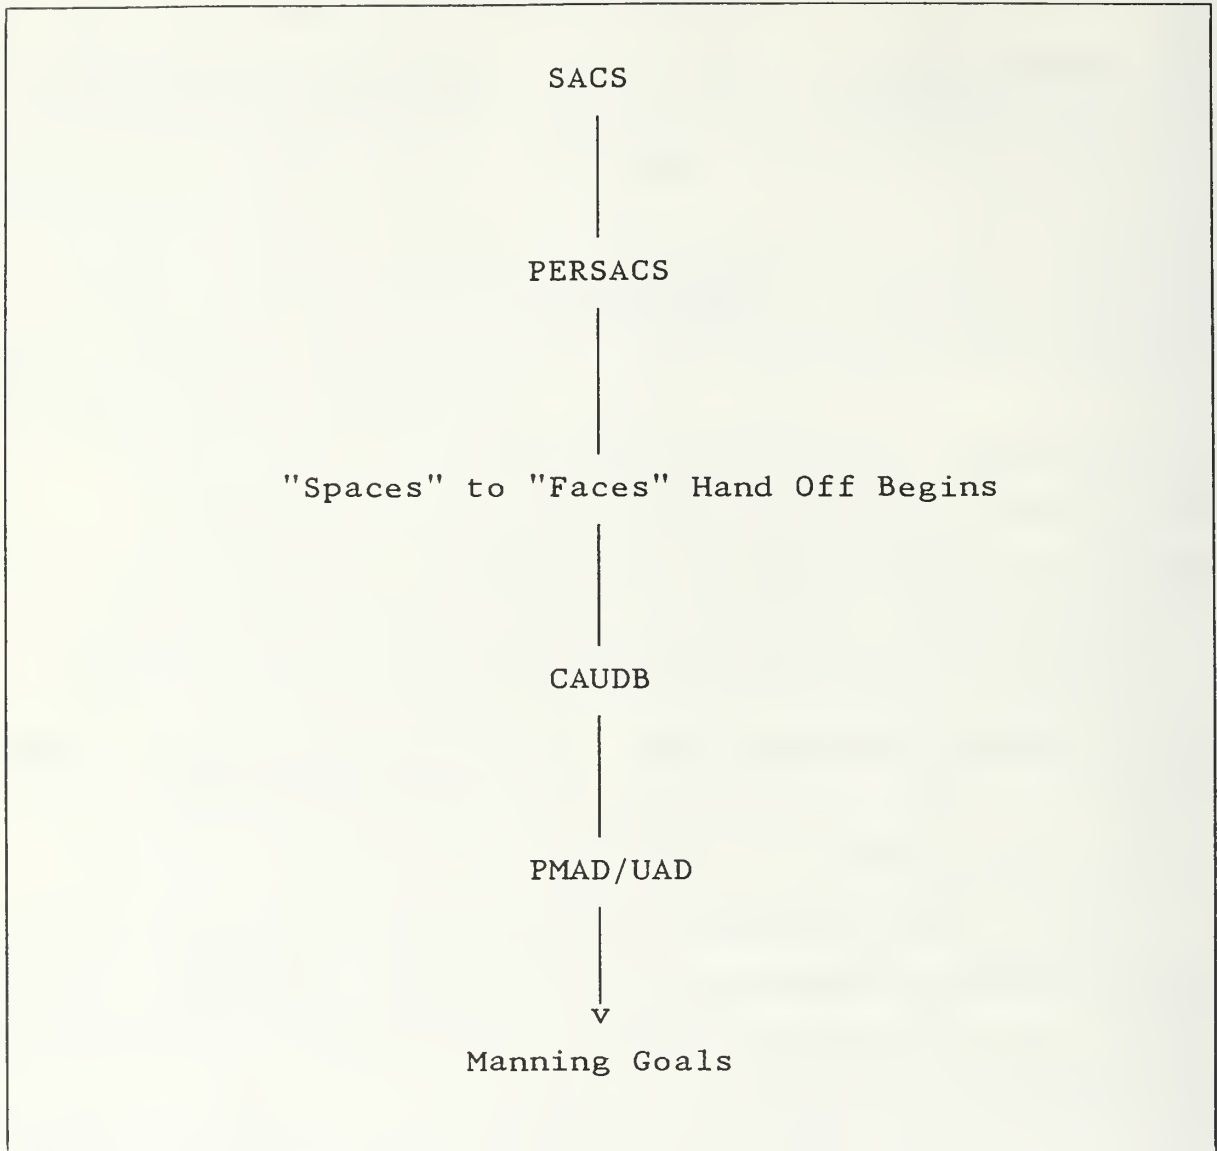 SACS
PERSACS
"Spaces" to "Faces" Hand Off Begins
CAUDB
PMAD/UAD
v
Manning Goals